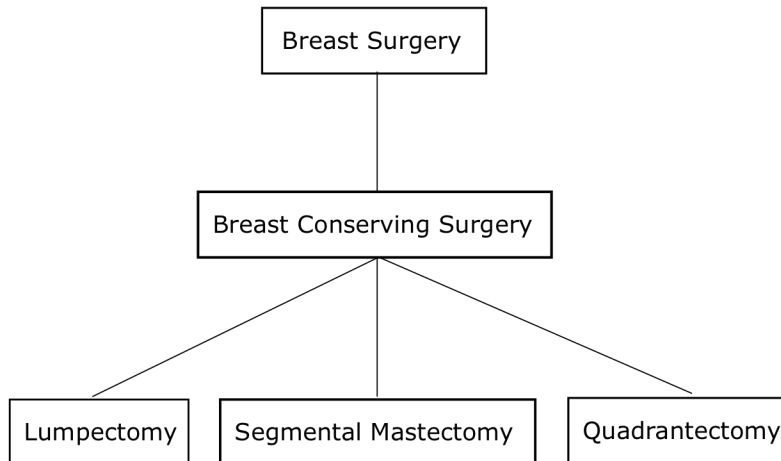 Breast Surgery
Breast Conserving Surgery
Lumpectomy
Segmental Mastectomy
Quadrantectomy